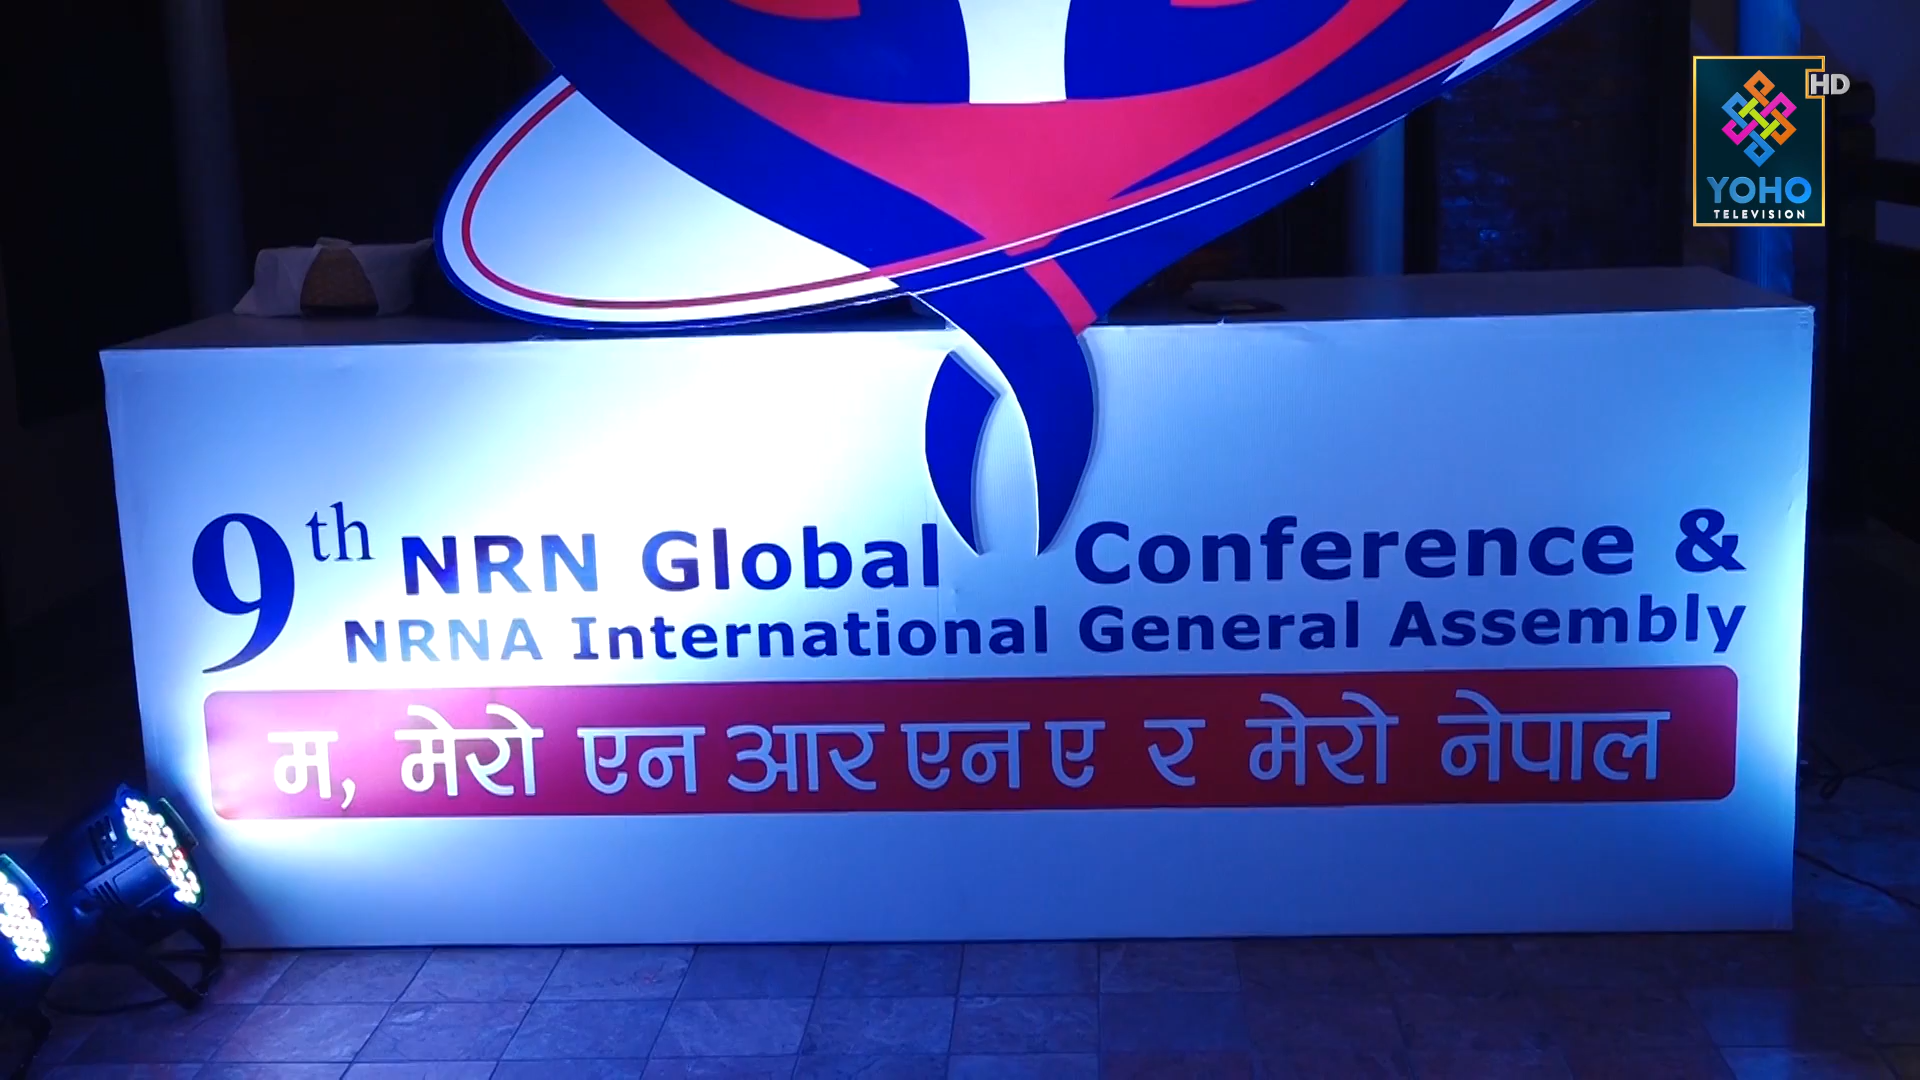 HD
YOHO
TELEVISION
9th NRN Global Conference &
NRNA International General Assembly
म, मेरो एन आर एन ए र मेरो नेपाल